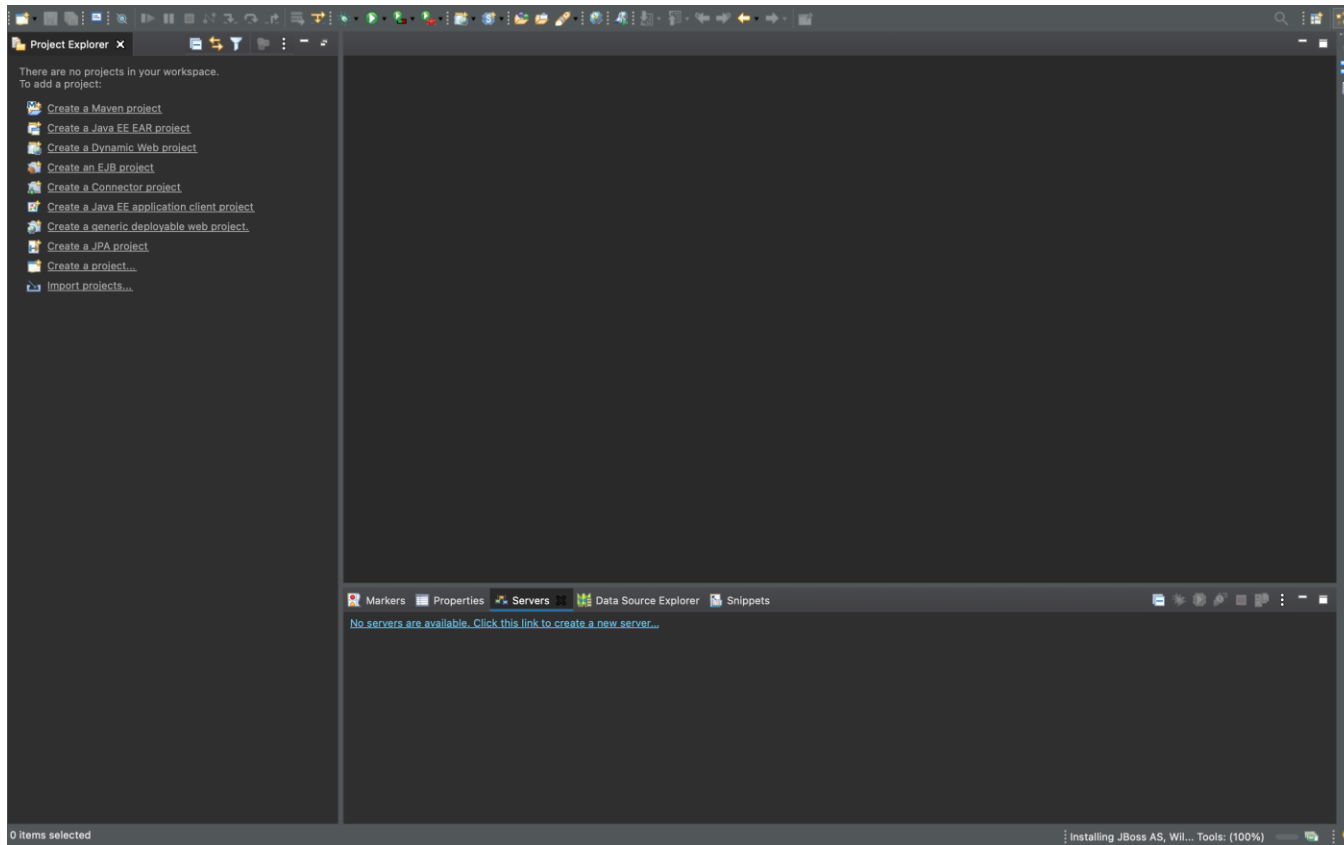 Project Explorer
There are no projects in your workspace.
To add a project:
Create a Maven project
Create a Java EE EAR project
Create a Dynamic Web project
Create an EJB project
Create a Connector project
Create a Java EE application client project
Create a generic deployable web project.
Create a JPA project
Create a project...
Import projects...
Markers Properties Servers Data Source Explorer Snippets
No servers are available. Click this link to create a new server...
0 items selected
Installing JBoss AS, Wil... Tools: (100%)